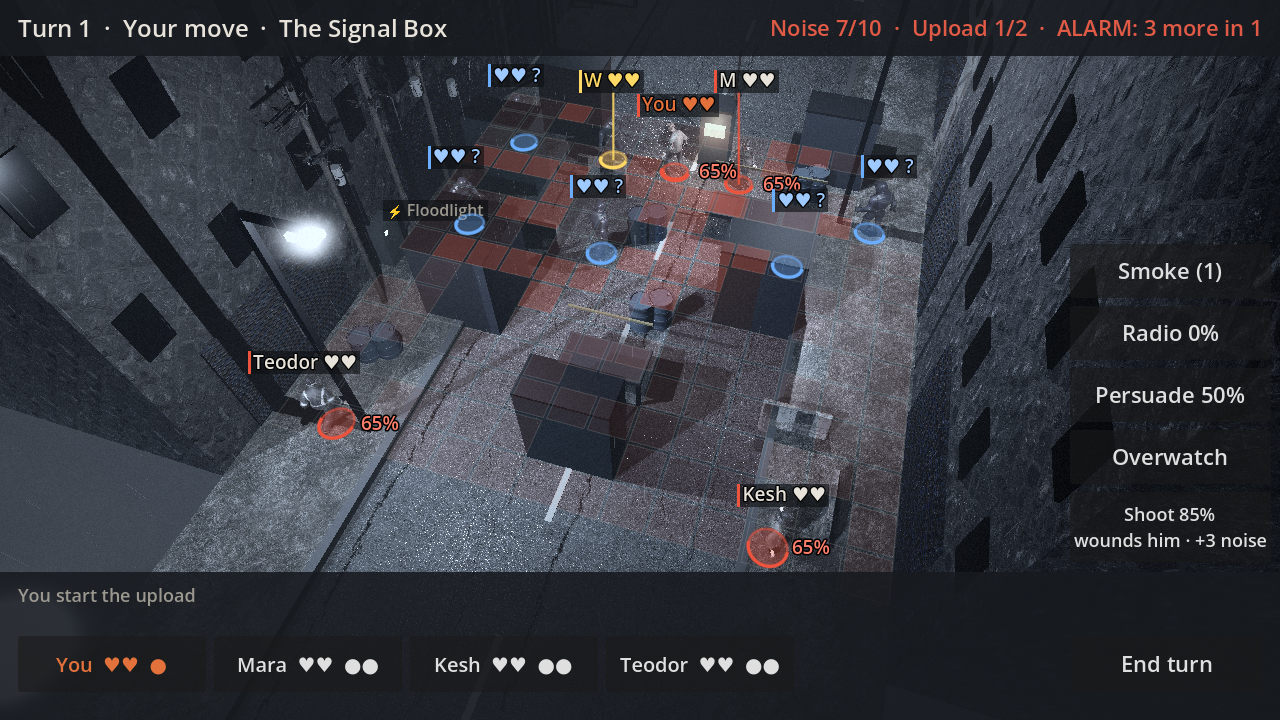 Turn 1 · Your move · The Signal Box
Noise 7/10 · Upload 1/2 · ALARM: 3 more in 1
♥♥ ?
W ♥♥
M ♥♥
You ♥♥
♥♥ ?
♥♥ ?
65%
65%
♥♥ ?
♥♥ ?
⚡ Floodlight
Smoke (1)
Radio 0%
Teodor ♥♥
65%
Persuade 50%
Overwatch
Kesh ♥♥
65%
Shoot 85%
wounds him · +3 noise
You start the upload
You ♥♥ ●
Mara ♥♥ ●●
Kesh ♥♥ ●●
Teodor ♥♥ ●●
End turn